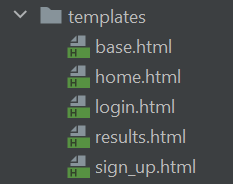 templates
H base.html
H home.html
H login.html
H results.html
H sign_up.html